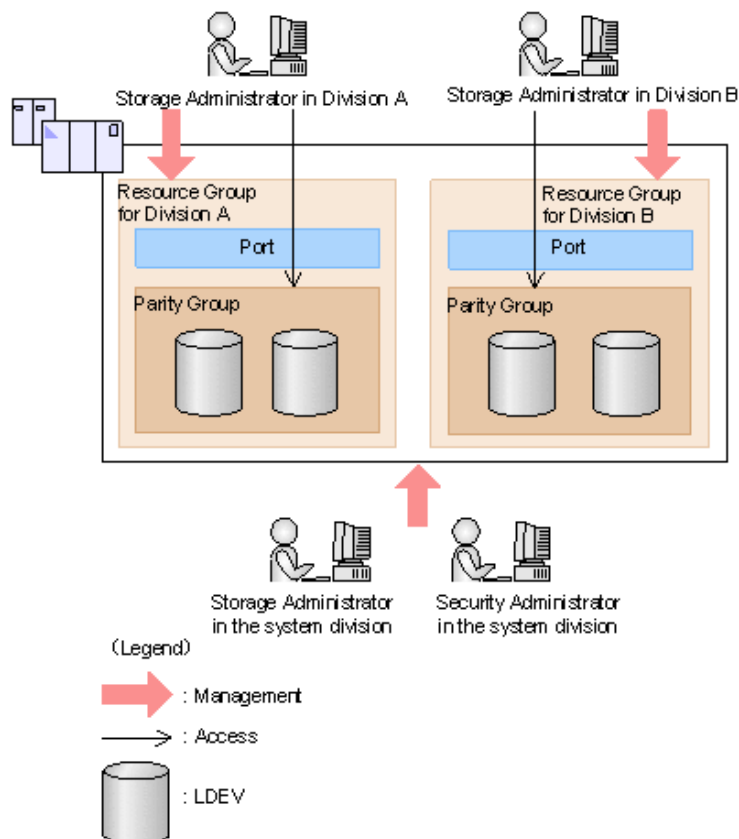 Storage Administrator in Division A
Storage Administrator in Division B
Resource Group
for Division A
Port
Parity Group
Resource Group
for Division B
Port
Parity Group
Storage Administrator
in the system division
Security Administrator
in the system division
(Legend)
: Management
: Access
: LDEV